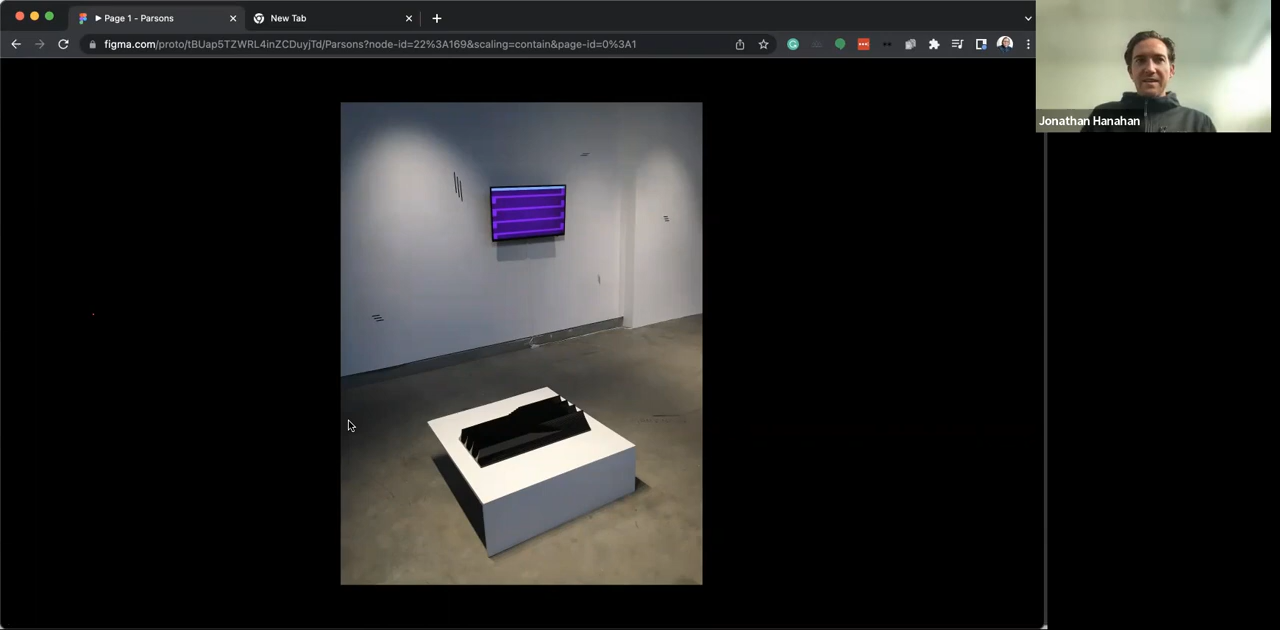 Page 1 - Parsons
New Tab
figma.com/proto/tBUap5TZWRL4inZCDuyjTd/Parsons?node-id=22%3A169&scaling=contain&page-id=0%3A1
Jonathan Hanahan